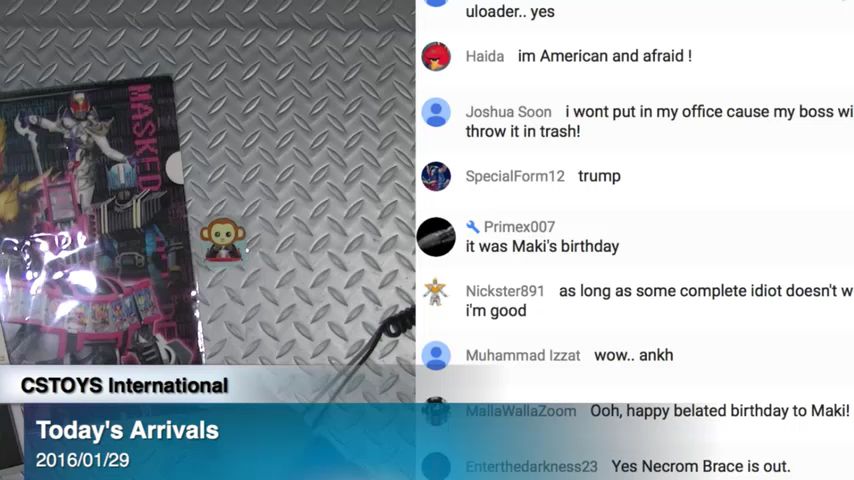 MASKED
uloader.. yes
Haida im American and afraid !
Joshua Soon i wont put in my office cause my boss wi
throw it in trash!
SpecialForm12 trump
Primex007
it was Maki's birthday
Nickster891 as long as some complete idiot doesn't w
i'm good
Muhammad Izzat wow.. ankh
MallaWallaZoom Ooh, happy belated birthday to Maki!
Enterthedarkness23 Yes Necrom Brace is out.
CSTOYS International
Today's Arrivals
2016/01/29